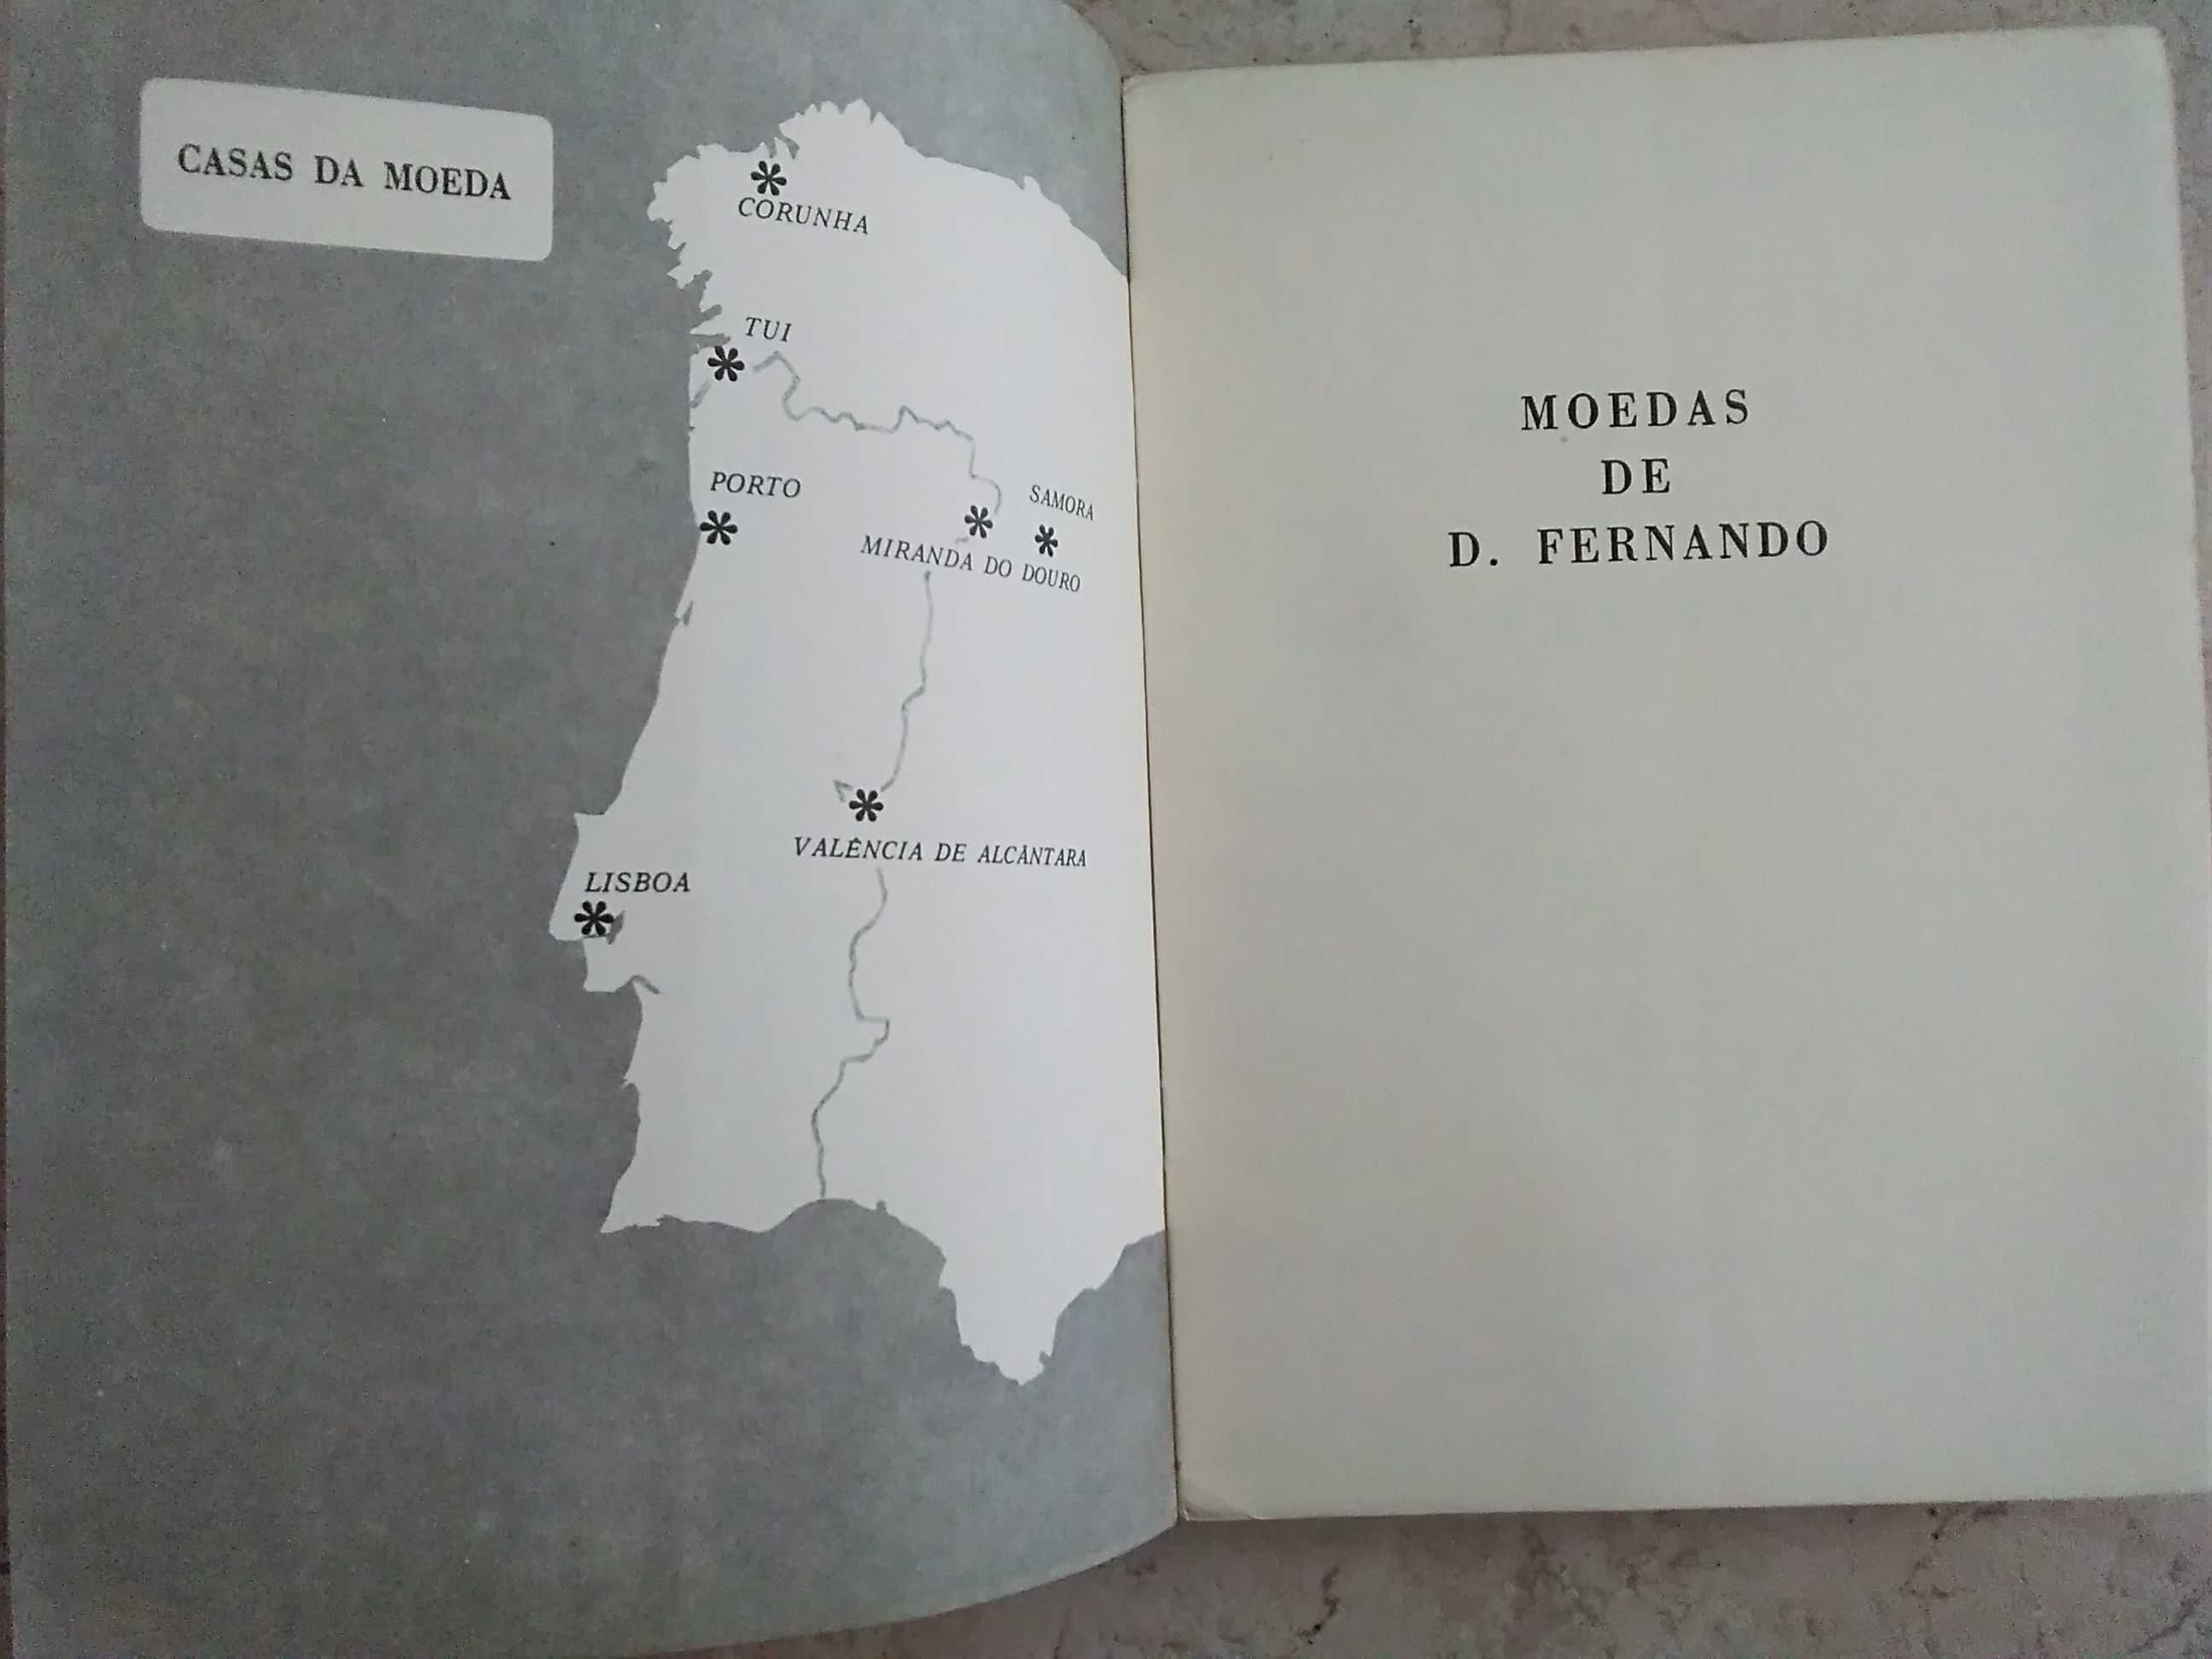 CASAS DA MOEDA
CORUNHA
TUI
PORTO
SAMORA
MIRANDA DO DOURO
VALÊNCIA DE ALCÂNTARA
LISBOA
MOEDAS
DE
D. FERNANDO